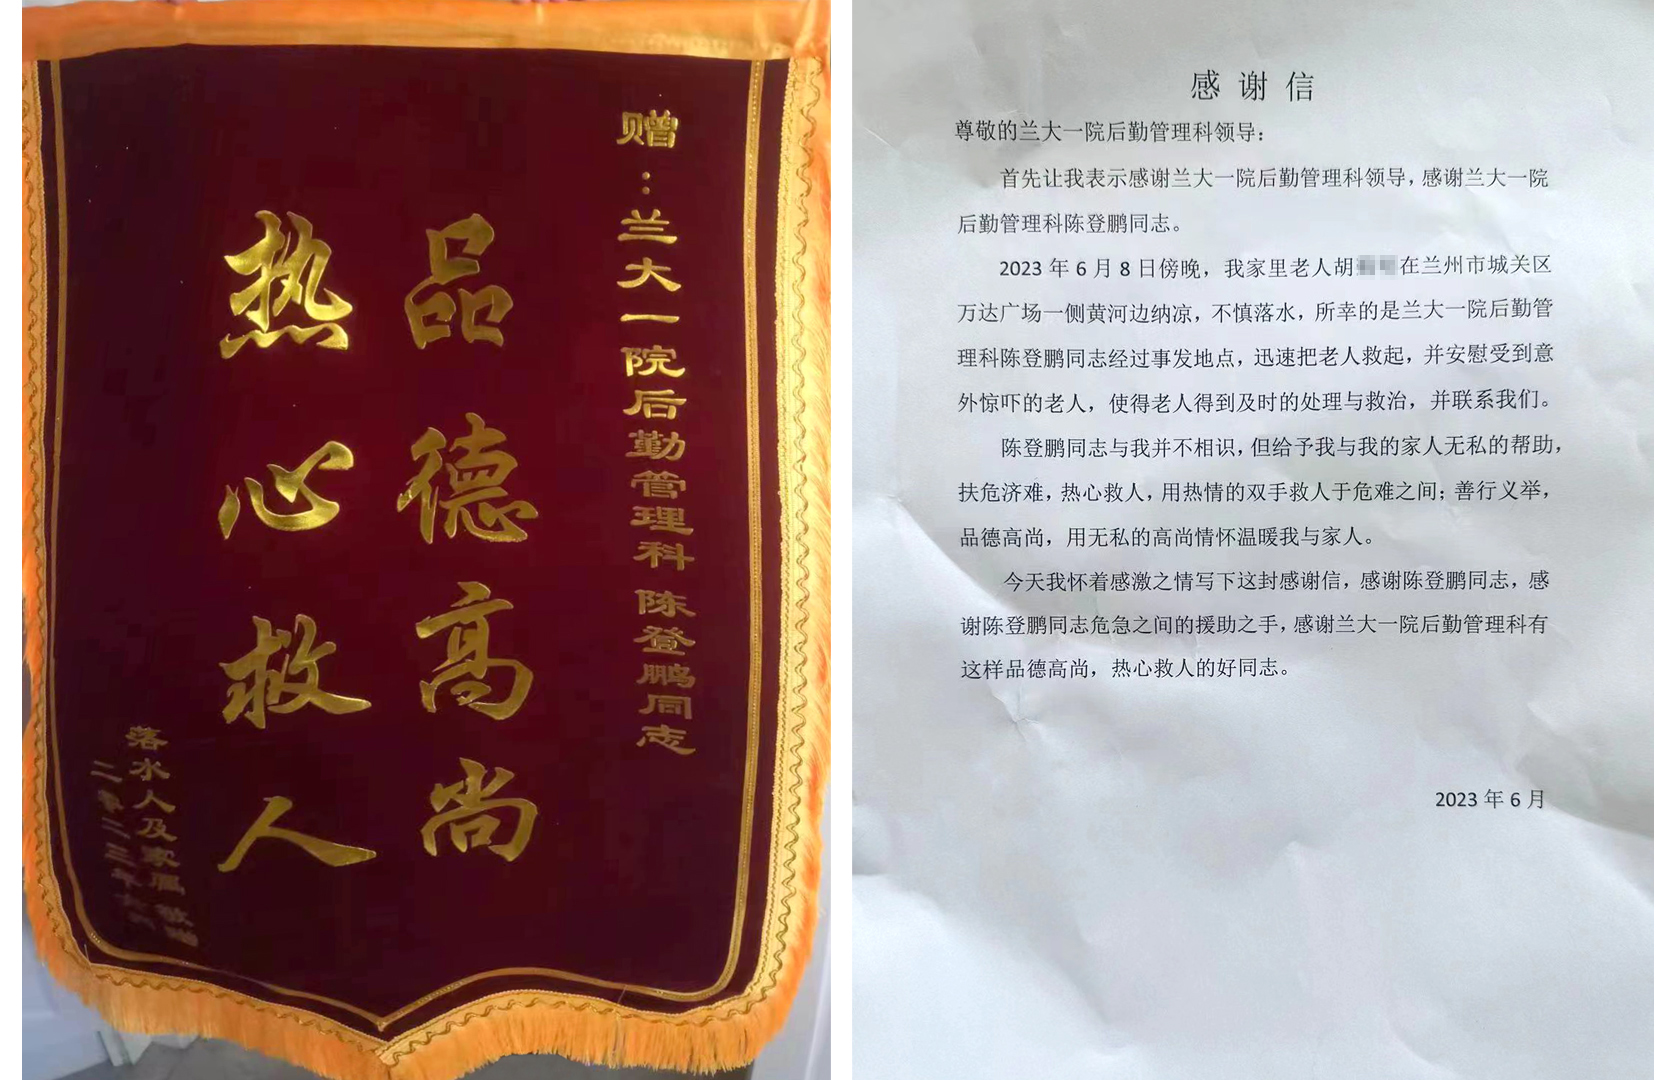 赠：兰大一院后勤管理科 陈登鹏同志
品德高尚
热心救人
落水人及家属 敬赠
二零二三年六月
感谢信
尊敬的兰大一院后勤管理科领导：
首先让我表示感谢兰大一院后勤管理科领导，感谢兰大一院
后勤管理科陈登鹏同志。
2023 年 6 月 8 日傍晚，我家里老人胡在兰州市城关区
万达广场一侧黄河边纳凉，不慎落水，所幸的是兰大一院后勤管
理科陈登鹏同志经过事发地点，迅速把老人救起，并安慰受到意
外惊吓的老人，使得老人得到及时的处理与救治，并联系我们。
陈登鹏同志与我并不相识，但给予我与我的家人无私的帮助，
扶危济难，热心救人，用热情的双手救人于危难之间；善行义举，
品德高尚，用无私的高尚情怀温暖我与家人。
今天我怀着感激之情写下这封感谢信，感谢陈登鹏同志，感
谢陈登鹏同志危急之间的援助之手，感谢兰大一院后勤管理科有
这样品德高尚，热心救人的好同志。
2023 年 6 月